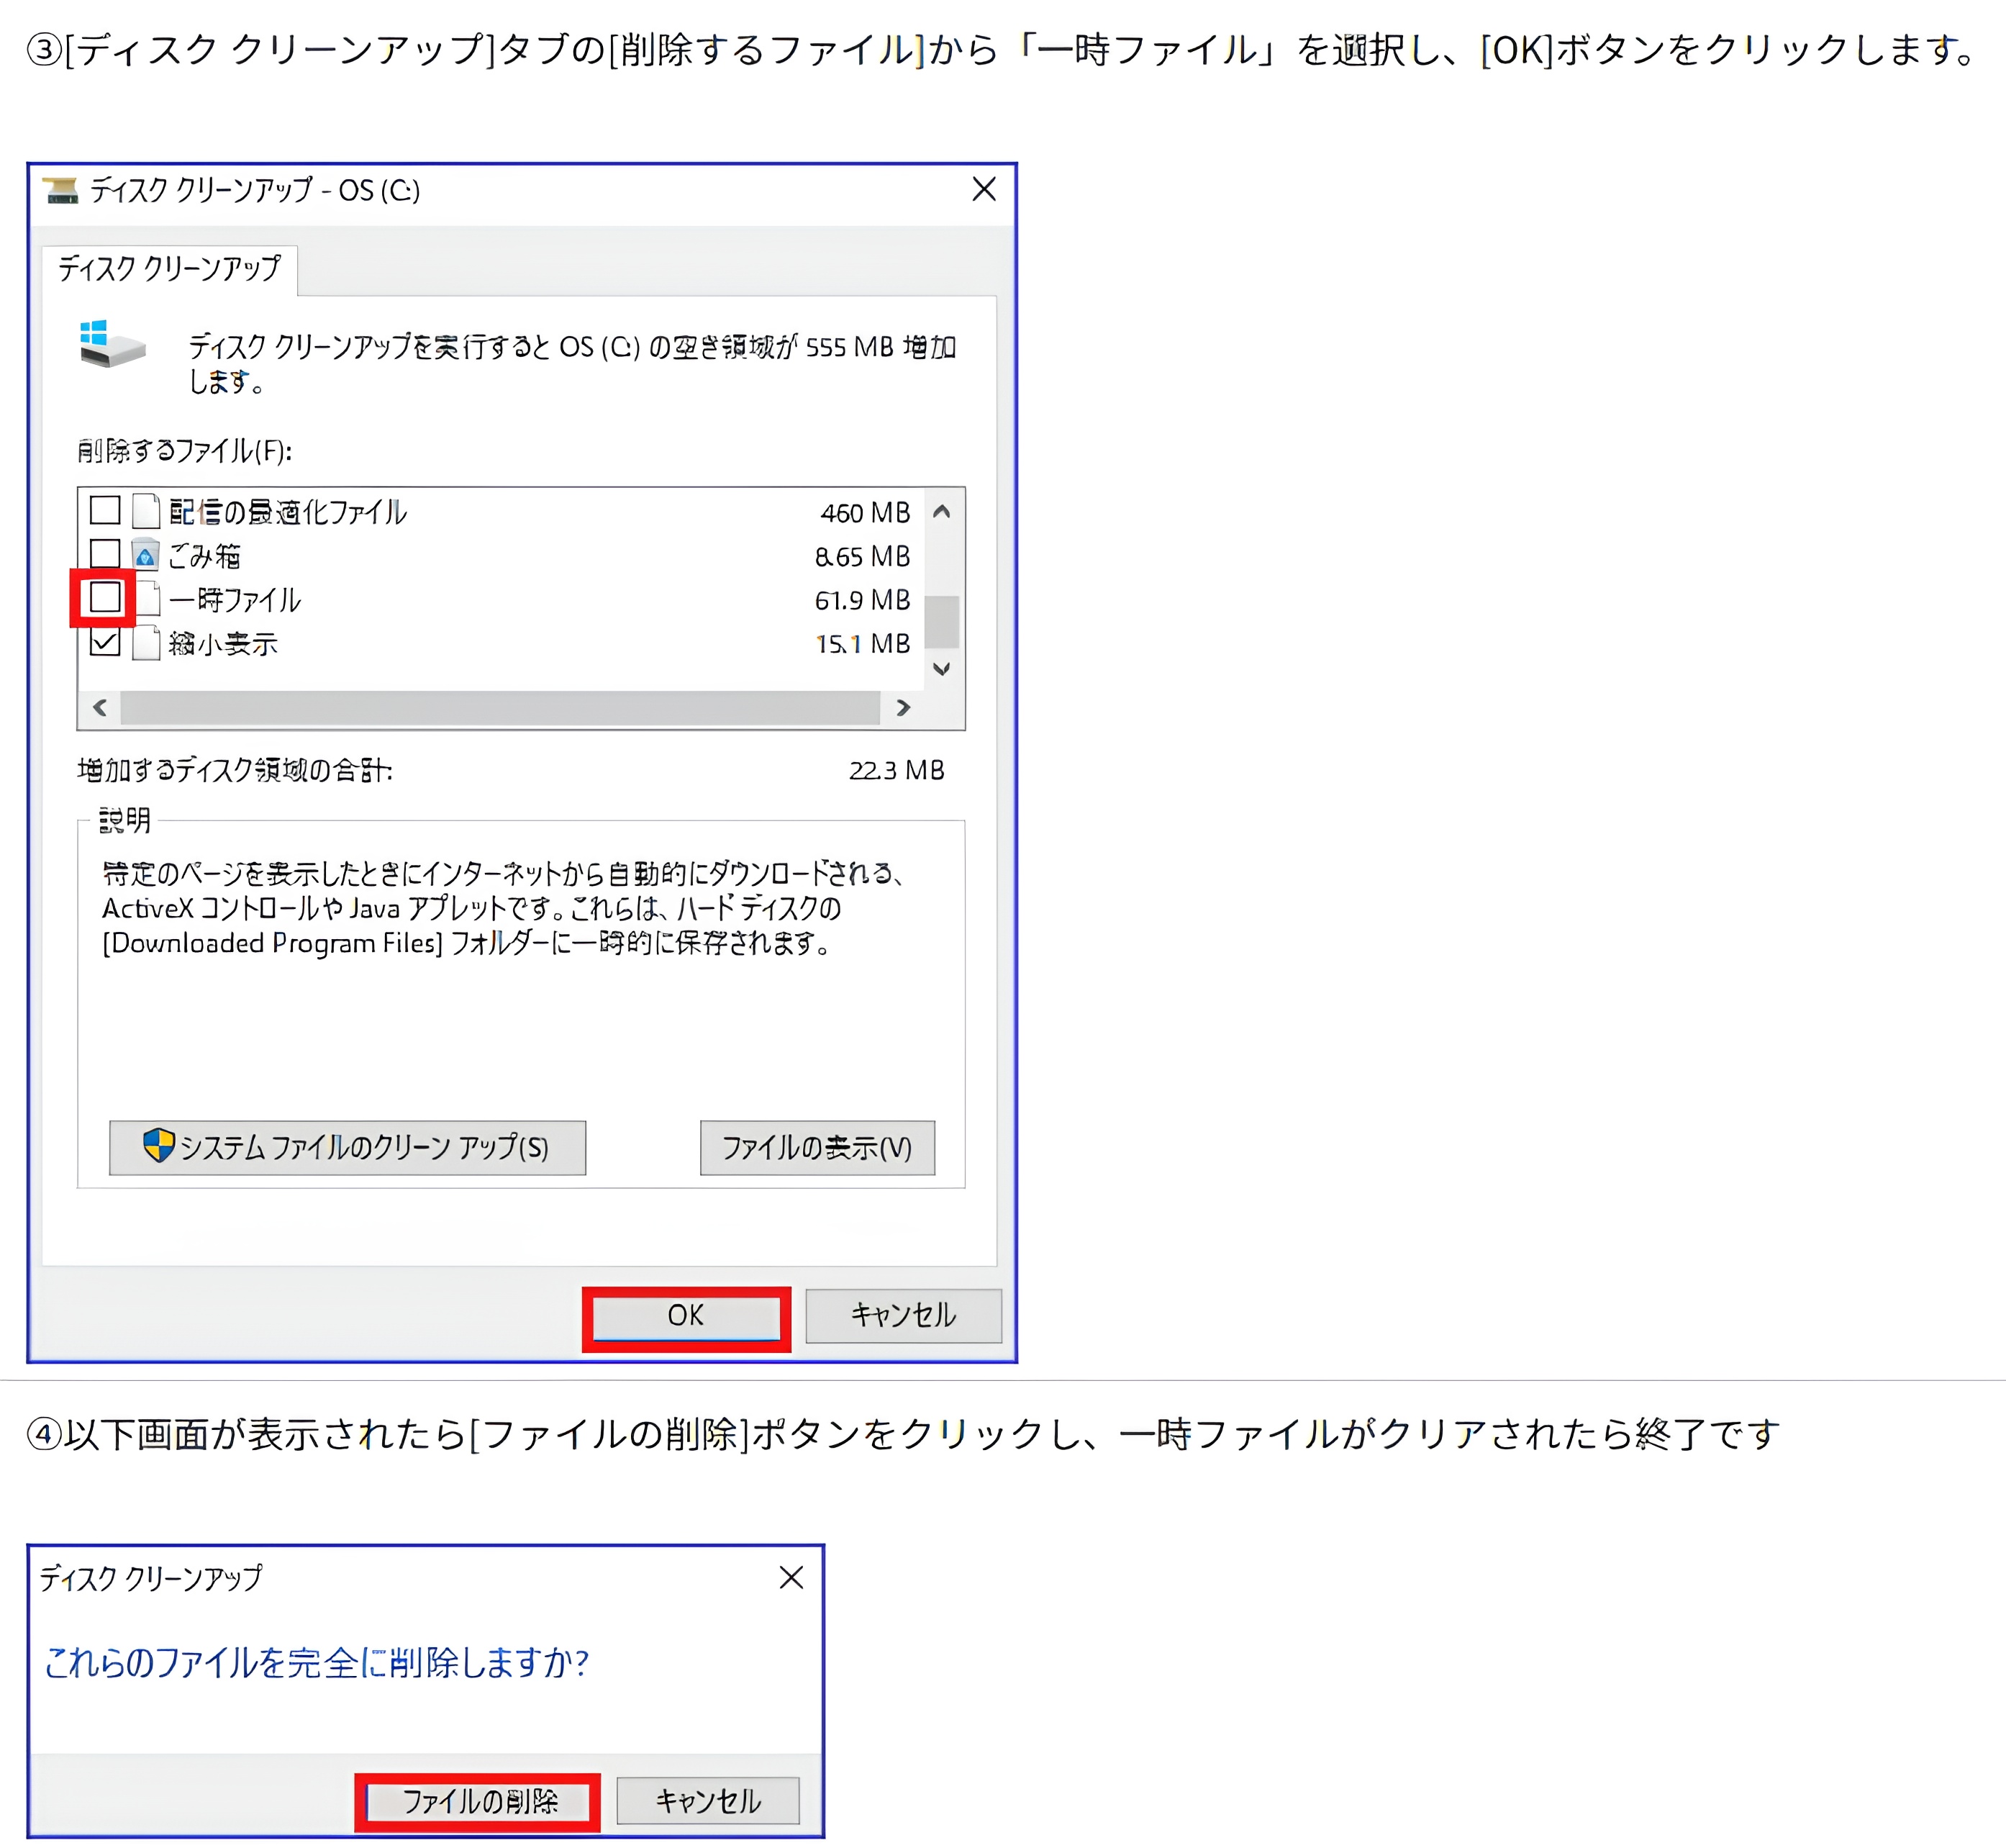 ③[ディスク クリーンアップ]タブの[削除するファイル]から「一時ファイル」を選択し、[OK]ボタンをクリックします。
ディスク クリーンアップ - OS (C:)
ディスク クリーンアップ
ディスク クリーンアップを実行すると OS (C:) の空き領域が 555 MB 増加
します。
削除するファイル(F):
配信の最適化ファイル 460 MB
ごみ箱 8.65 MB
一時ファイル 61.9 MB
縮小表示 15.1 MB
増加するディスク領域の合計: 22.3 MB
説明
特定のページを表示したときにインターネットから自動的にダウンロードされる、
ActiveX コントロールや Java アプレットです。これらは、ハード ディスクの
[Downloaded Program Files] フォルダーに一時的に保存されます。
システム ファイルのクリーン アップ(S) ファイルの表示(V)
OK キャンセル
④以下画面が表示されたら[ファイルの削除]ボタンをクリックし、一時ファイルがクリアされたら終了です
ディスク クリーンアップ
これらのファイルを完全に削除しますか?
ファイルの削除 キャンセル